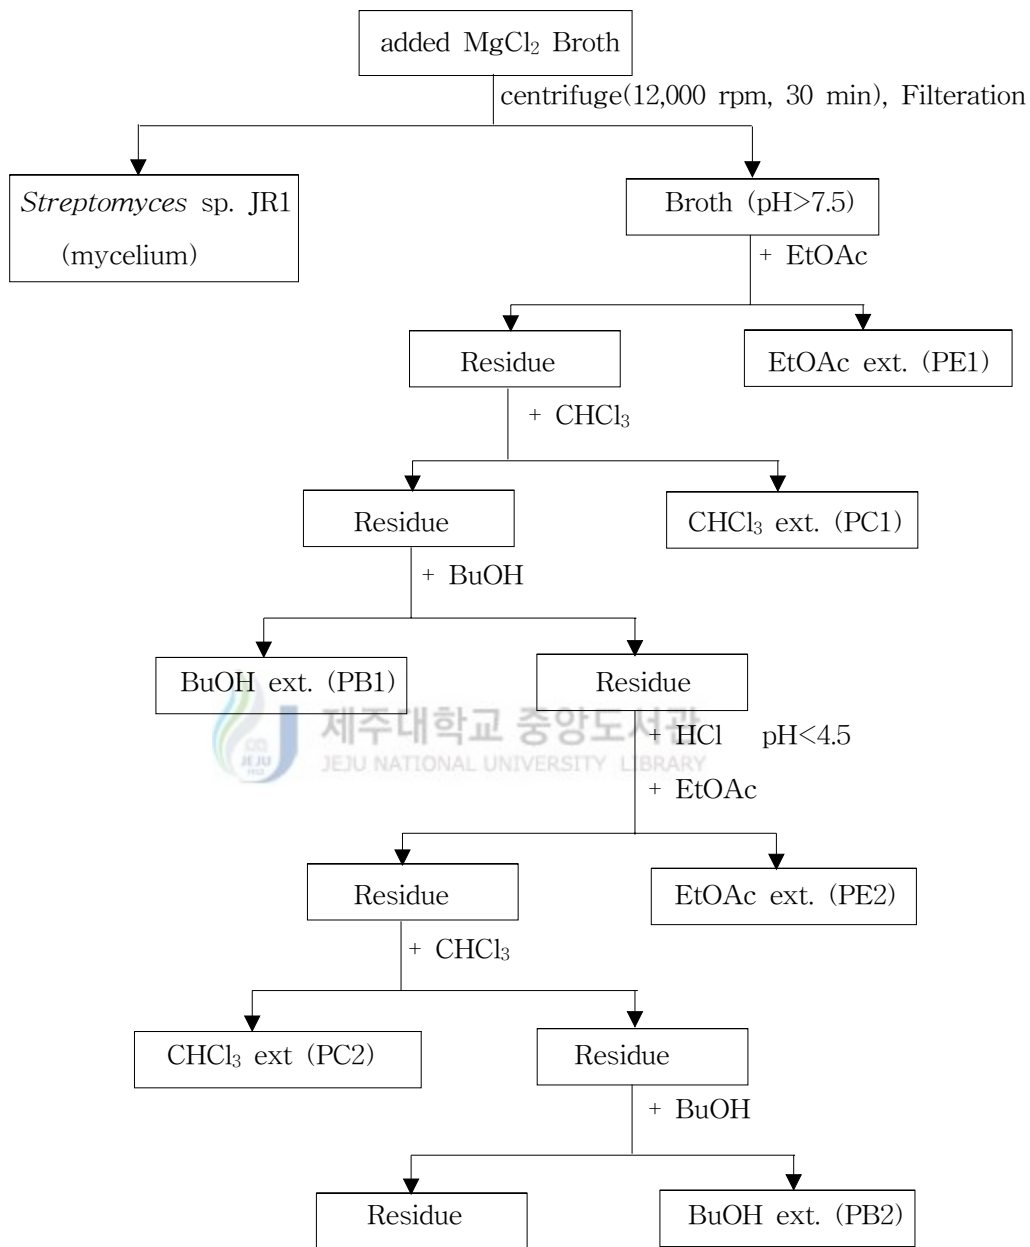 added MgCl₂ Broth
centrifuge(12,000 rpm, 30 min), Filteration
Streptomyces sp. JR1
(mycelium)
Broth (pH>7.5)
+ EtOAc
Residue
EtOAc ext. (PE1)
+ CHCl₃
Residue
CHCl₃ ext. (PC1)
+ BuOH
BuOH ext. (PB1)
Residue
제주대학교 중앙도서관
JEJU NATIONAL UNIVERSITY LIBRARY
JEJU
1952
+ HCl pH<4.5
+ EtOAc
Residue
EtOAc ext. (PE2)
+ CHCl₃
CHCl₃ ext (PC2)
Residue
+ BuOH
Residue
BuOH ext. (PB2)